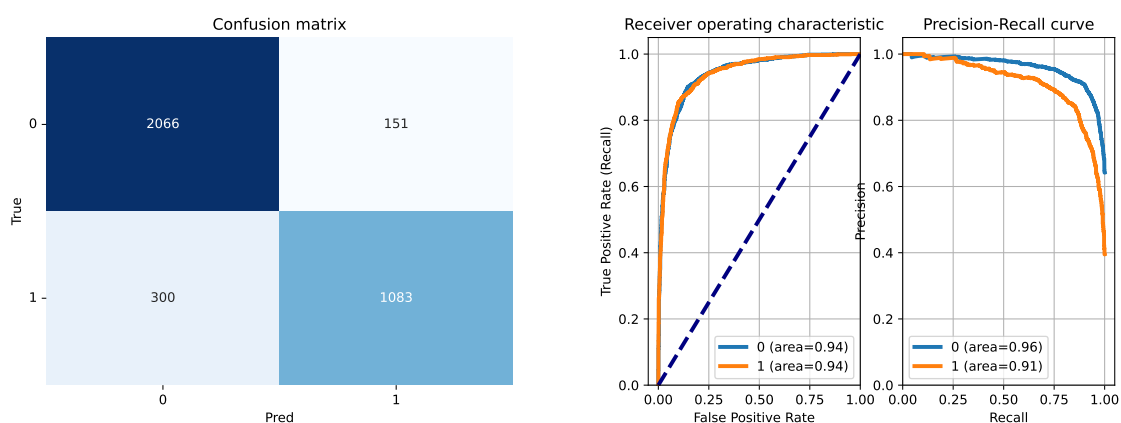 Confusion matrix
True
0
1
2066
151
300
1083
0
1
Pred
Receiver operating characteristic
True Positive Rate (Recall)
1.0
0.8
0.6
0.4
0.2
0.0
0 (area=0.94)
1 (area=0.94)
0.00
0.25
0.50
0.75
1.00
False Positive Rate
Precision-Recall curve
Precision
1.0
0.8
0.6
0.4
0.2
0.0
0 (area=0.96)
1 (area=0.91)
0.00
0.25
0.50
0.75
1.00
Recall